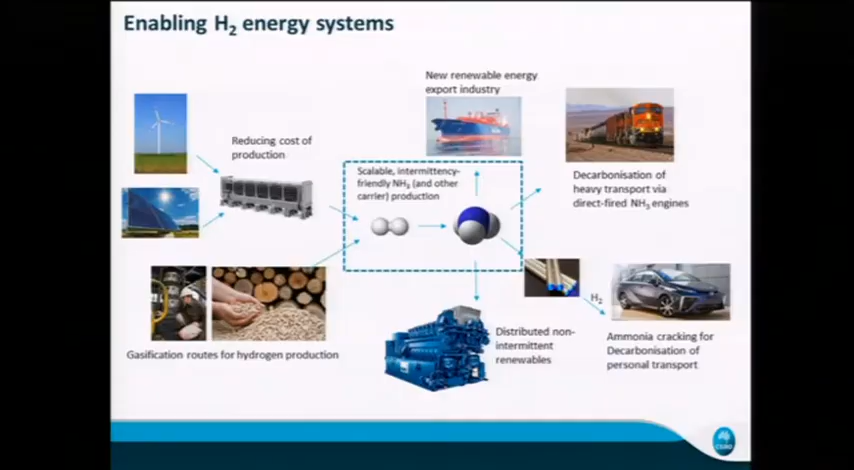 Enabling H₂ energy systems
New renewable energy
export industry
Reducing cost of
production
Scalable, intermittency-
friendly NH₃ (and other
carrier) production
Decarbonisation of
heavy transport via
direct-fired NH₃ engines
H₂
Gasification routes for hydrogen production
Distributed non-
intermittent
renewables
Ammonia cracking for
Decarbonisation of
personal transport
CSIRO